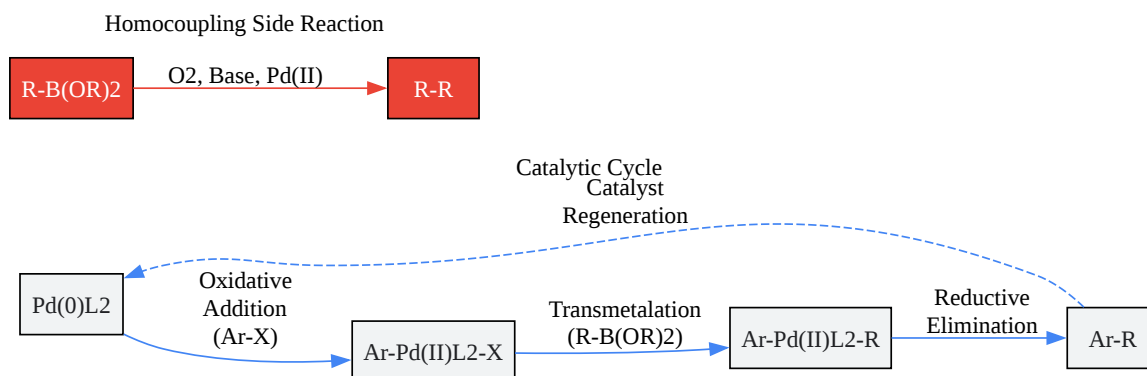 Homocoupling Side Reaction
R-B(OR)2
O2, Base, Pd(II)
R-R
Catalytic Cycle
Catalyst
Regeneration
Pd(0)L2
Oxidative
Addition
(Ar-X)
Ar-Pd(II)L2-X
Transmetalation
(R-B(OR)2)
Ar-Pd(II)L2-R
Reductive
Elimination
Ar-R